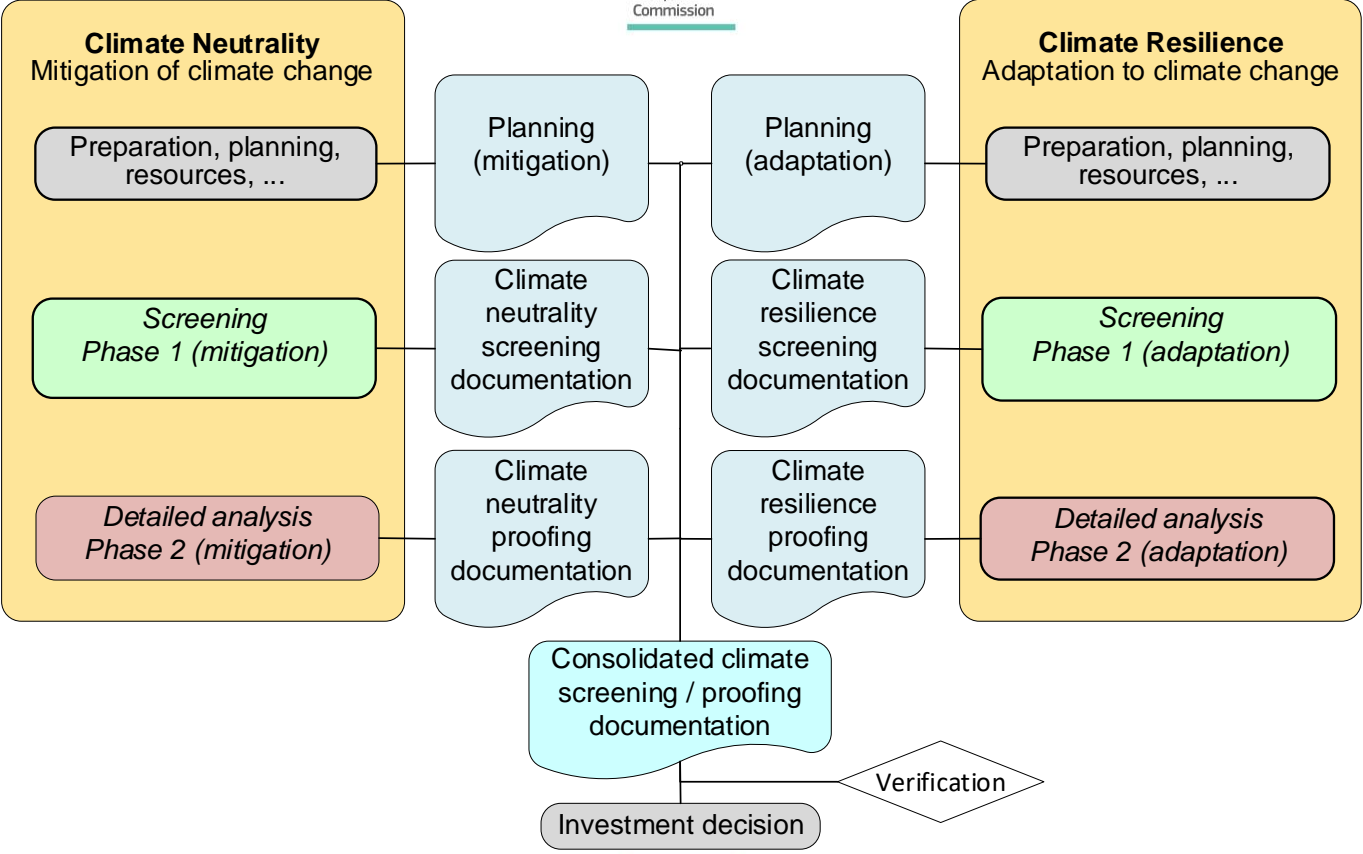 Commission
Climate Neutrality
Mitigation of climate change
Preparation, planning,
resources, ...
Screening
Phase 1 (mitigation)
Detailed analysis
Phase 2 (mitigation)
Planning
(mitigation)
Climate
neutrality
screening
documentation
Climate
neutrality
proofing
documentation
Planning
(adaptation)
Climate
resilience
screening
documentation
Climate
resilience
proofing
documentation
Climate Resilience
Adaptation to climate change
Preparation, planning,
resources, ...
Screening
Phase 1 (adaptation)
Detailed analysis
Phase 2 (adaptation)
Consolidated climate
screening / proofing
documentation
Verification
Investment decision